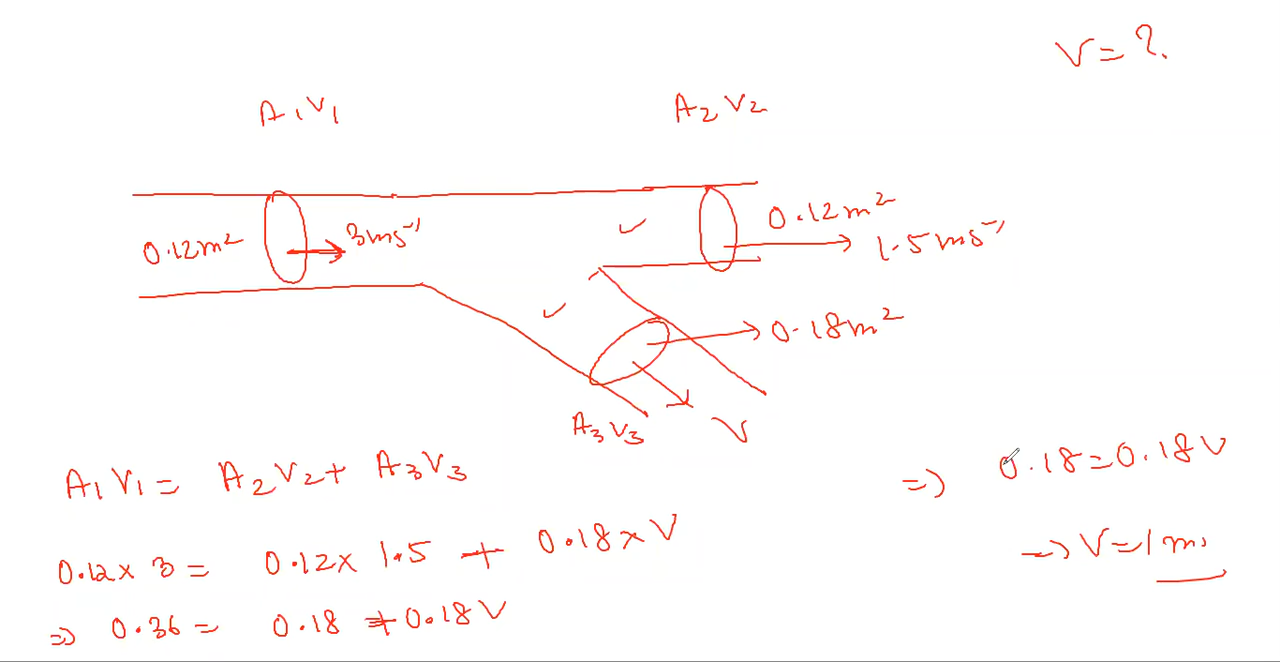 V = ?
A₁V₁
A₂V₂
0.12m²
3ms⁻¹
0.12m²
1.5ms⁻¹
0.18m²
A₃V₃
V
A₁V₁ = A₂V₂ + A₃V₃
0.12 × 3 = 0.12 × 1.5 + 0.18 × V
⇒ 0.36 = 0.18 + 0.18V
⇒ 0.18 = 0.18V
⇒ V = 1 m